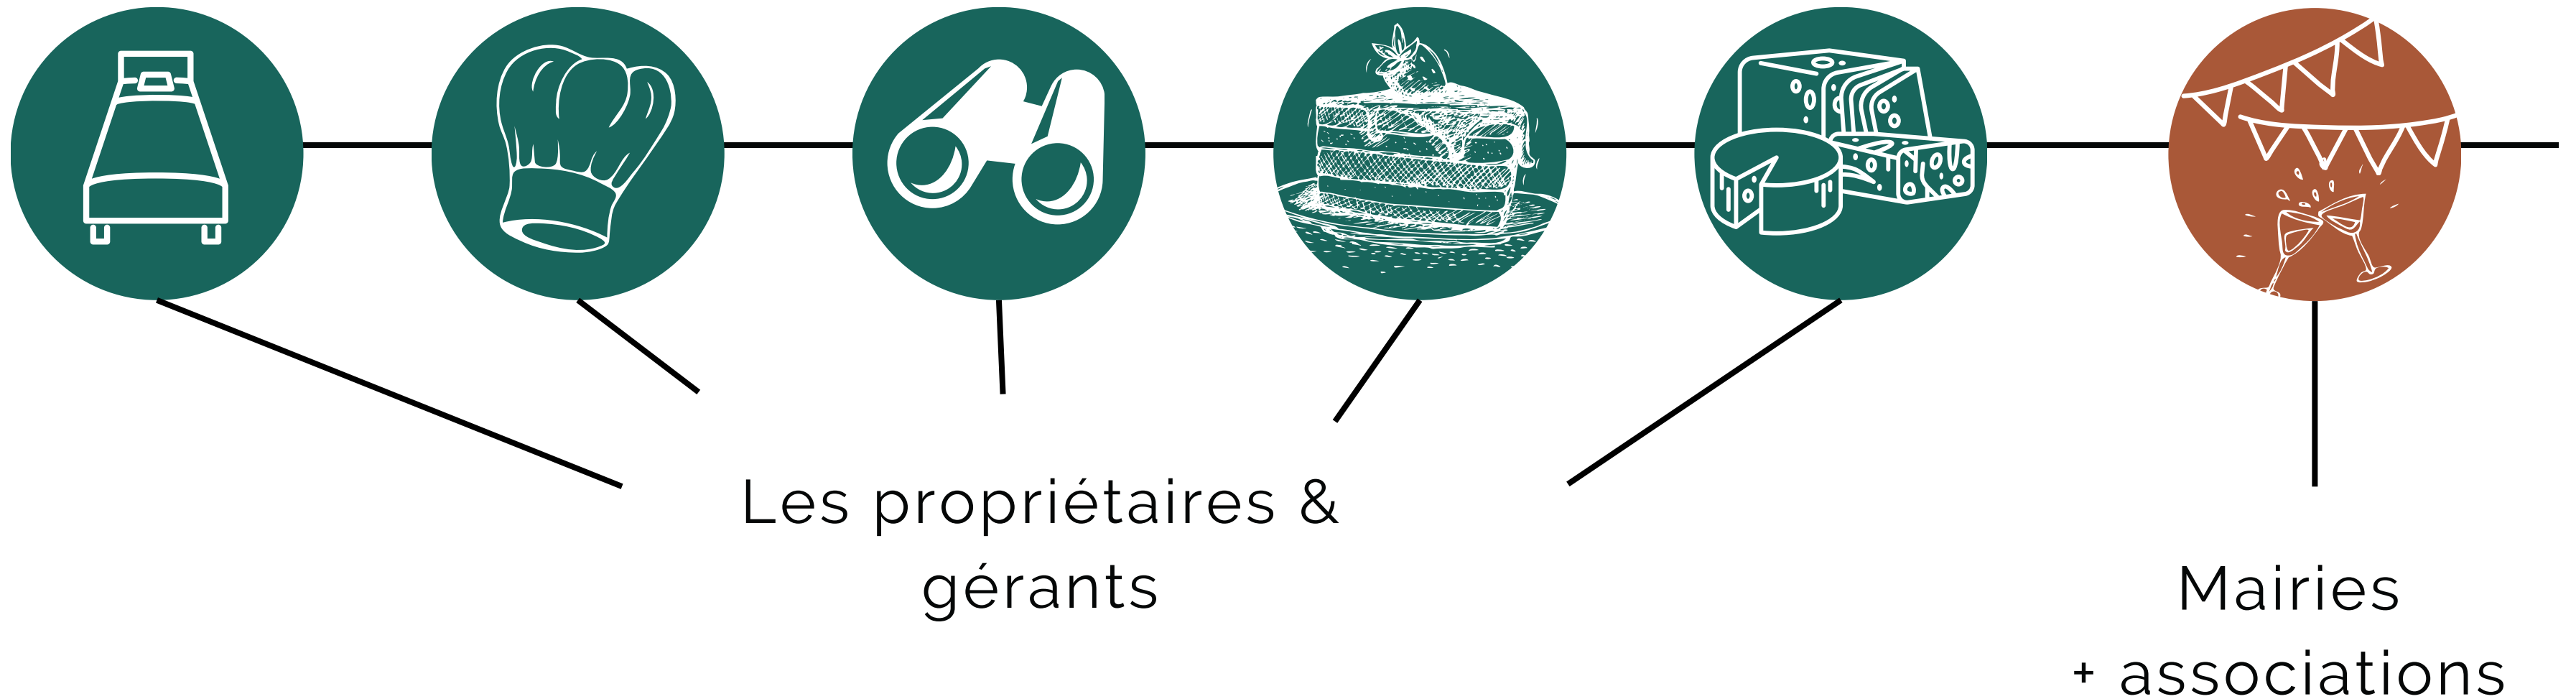 Les propriétaires &
gérants
Mairies
+ associations